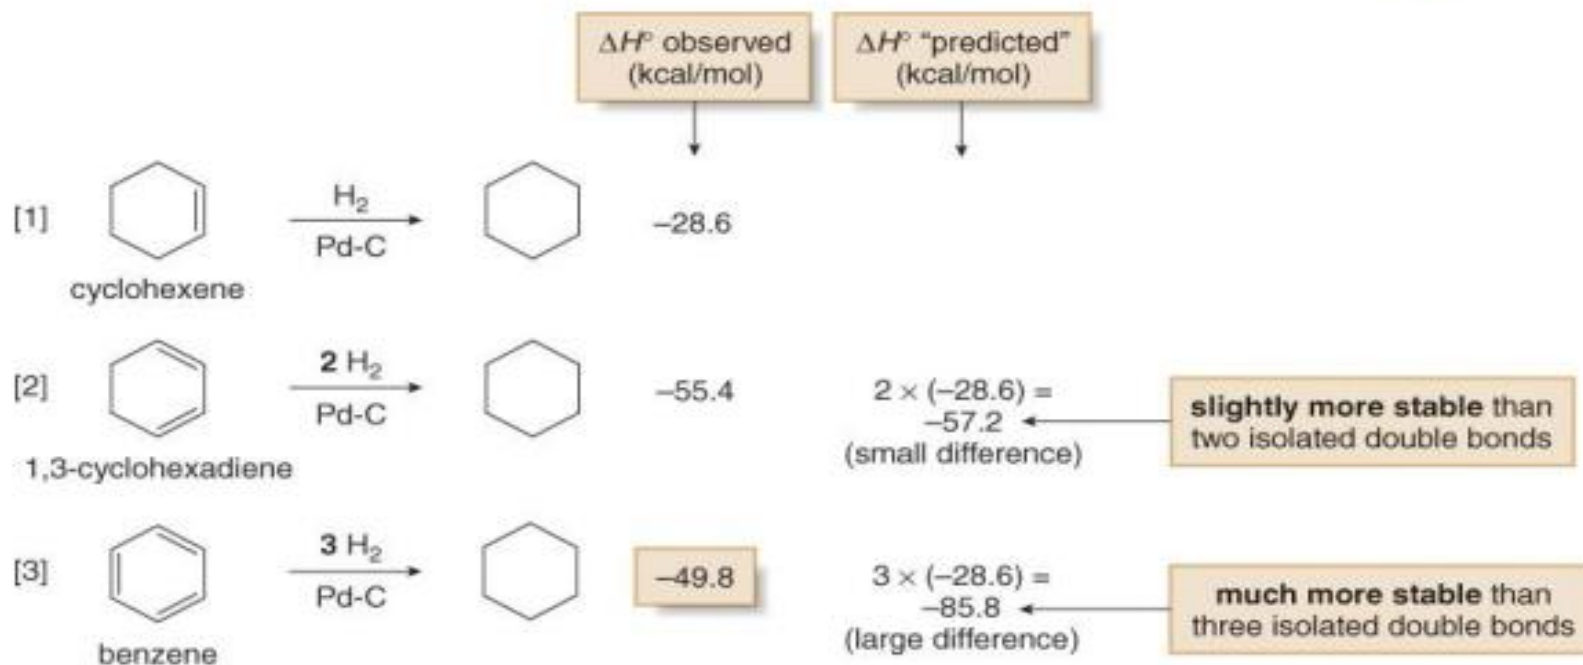 ΔH° observed
(kcal/mol)
ΔH° “predicted”
(kcal/mol)
[1]
H₂
Pd-C
–28.6
cyclohexene
[2]
2 H₂
Pd-C
–55.4
2 × (–28.6) =
–57.2
(small difference)
slightly more stable than
two isolated double bonds
1,3-cyclohexadiene
[3]
3 H₂
Pd-C
–49.8
3 × (–28.6) =
–85.8
(large difference)
much more stable than
three isolated double bonds
benzene